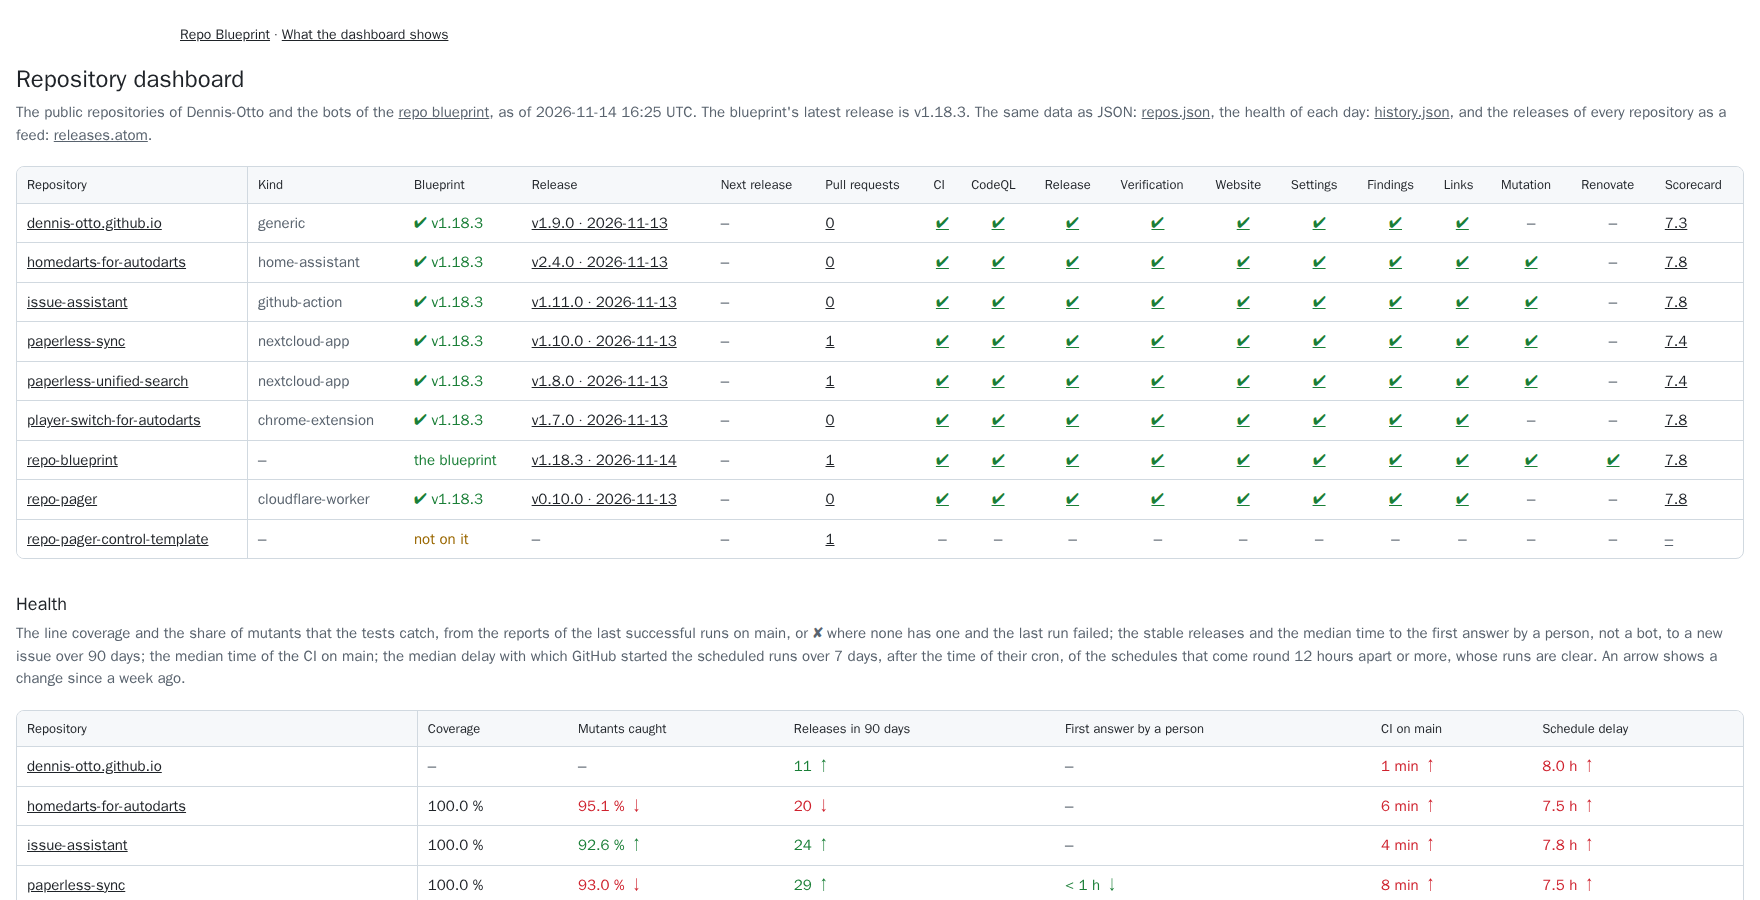 Repo Blueprint · What the dashboard shows
Repository dashboard
The public repositories of Dennis-Otto and the bots of the repo blueprint, as of 2026-11-14 16:25 UTC. The blueprint's latest release is v1.18.3. The same data as JSON: repos.json, the health of each day: history.json, and the releases of every repository as a
feed: releases.atom.
Repository Kind Blueprint Release Next release Pull requests CI CodeQL Release Verification Website Settings Findings Links Mutation Renovate Scorecard
dennis-otto.github.io generic ✔ v1.18.3 v1.9.0 · 2026-11-13 – 0 ✔ ✔ ✔ ✔ ✔ ✔ ✔ ✔ – – 7.3
homedarts-for-autodarts home-assistant ✔ v1.18.3 v2.4.0 · 2026-11-13 – 0 ✔ ✔ ✔ ✔ ✔ ✔ ✔ ✔ ✔ – 7.8
issue-assistant github-action ✔ v1.18.3 v1.11.0 · 2026-11-13 – 0 ✔ ✔ ✔ ✔ ✔ ✔ ✔ ✔ ✔ – 7.8
paperless-sync nextcloud-app ✔ v1.18.3 v1.10.0 · 2026-11-13 – 1 ✔ ✔ ✔ ✔ ✔ ✔ ✔ ✔ ✔ – 7.4
paperless-unified-search nextcloud-app ✔ v1.18.3 v1.8.0 · 2026-11-13 – 1 ✔ ✔ ✔ ✔ ✔ ✔ ✔ ✔ ✔ – 7.4
player-switch-for-autodarts chrome-extension ✔ v1.18.3 v1.7.0 · 2026-11-13 – 0 ✔ ✔ ✔ ✔ ✔ ✔ ✔ ✔ – – 7.8
repo-blueprint – the blueprint v1.18.3 · 2026-11-14 – 1 ✔ ✔ ✔ ✔ ✔ ✔ ✔ ✔ ✔ ✔ 7.8
repo-pager cloudflare-worker ✔ v1.18.3 v0.10.0 · 2026-11-13 – 0 ✔ ✔ ✔ ✔ ✔ ✔ ✔ ✔ – – 7.8
repo-pager-control-template – not on it – – 1 – – – – – – – – – – –
Health
The line coverage and the share of mutants that the tests catch, from the reports of the last successful runs on main, or ✘ where none has one and the last run failed; the stable releases and the median time to the first answer by a person, not a bot, to a new
issue over 90 days; the median time of the CI on main; the median delay with which GitHub started the scheduled runs over 7 days, after the time of their cron, of the schedules that come round 12 hours apart or more, whose runs are clear. An arrow shows a
change since a week ago.
Repository Coverage Mutants caught Releases in 90 days First answer by a person CI on main Schedule delay
dennis-otto.github.io – – 11 ↑ – 1 min ↑ 8.0 h ↑
homedarts-for-autodarts 100.0 % 95.1 % ↓ 20 ↓ – 6 min ↑ 7.5 h ↑
issue-assistant 100.0 % 92.6 % ↑ 24 ↑ – 4 min ↑ 7.8 h ↑
paperless-sync 100.0 % 93.0 % ↓ 29 ↑ < 1 h ↓ 8 min ↑ 7.5 h ↑